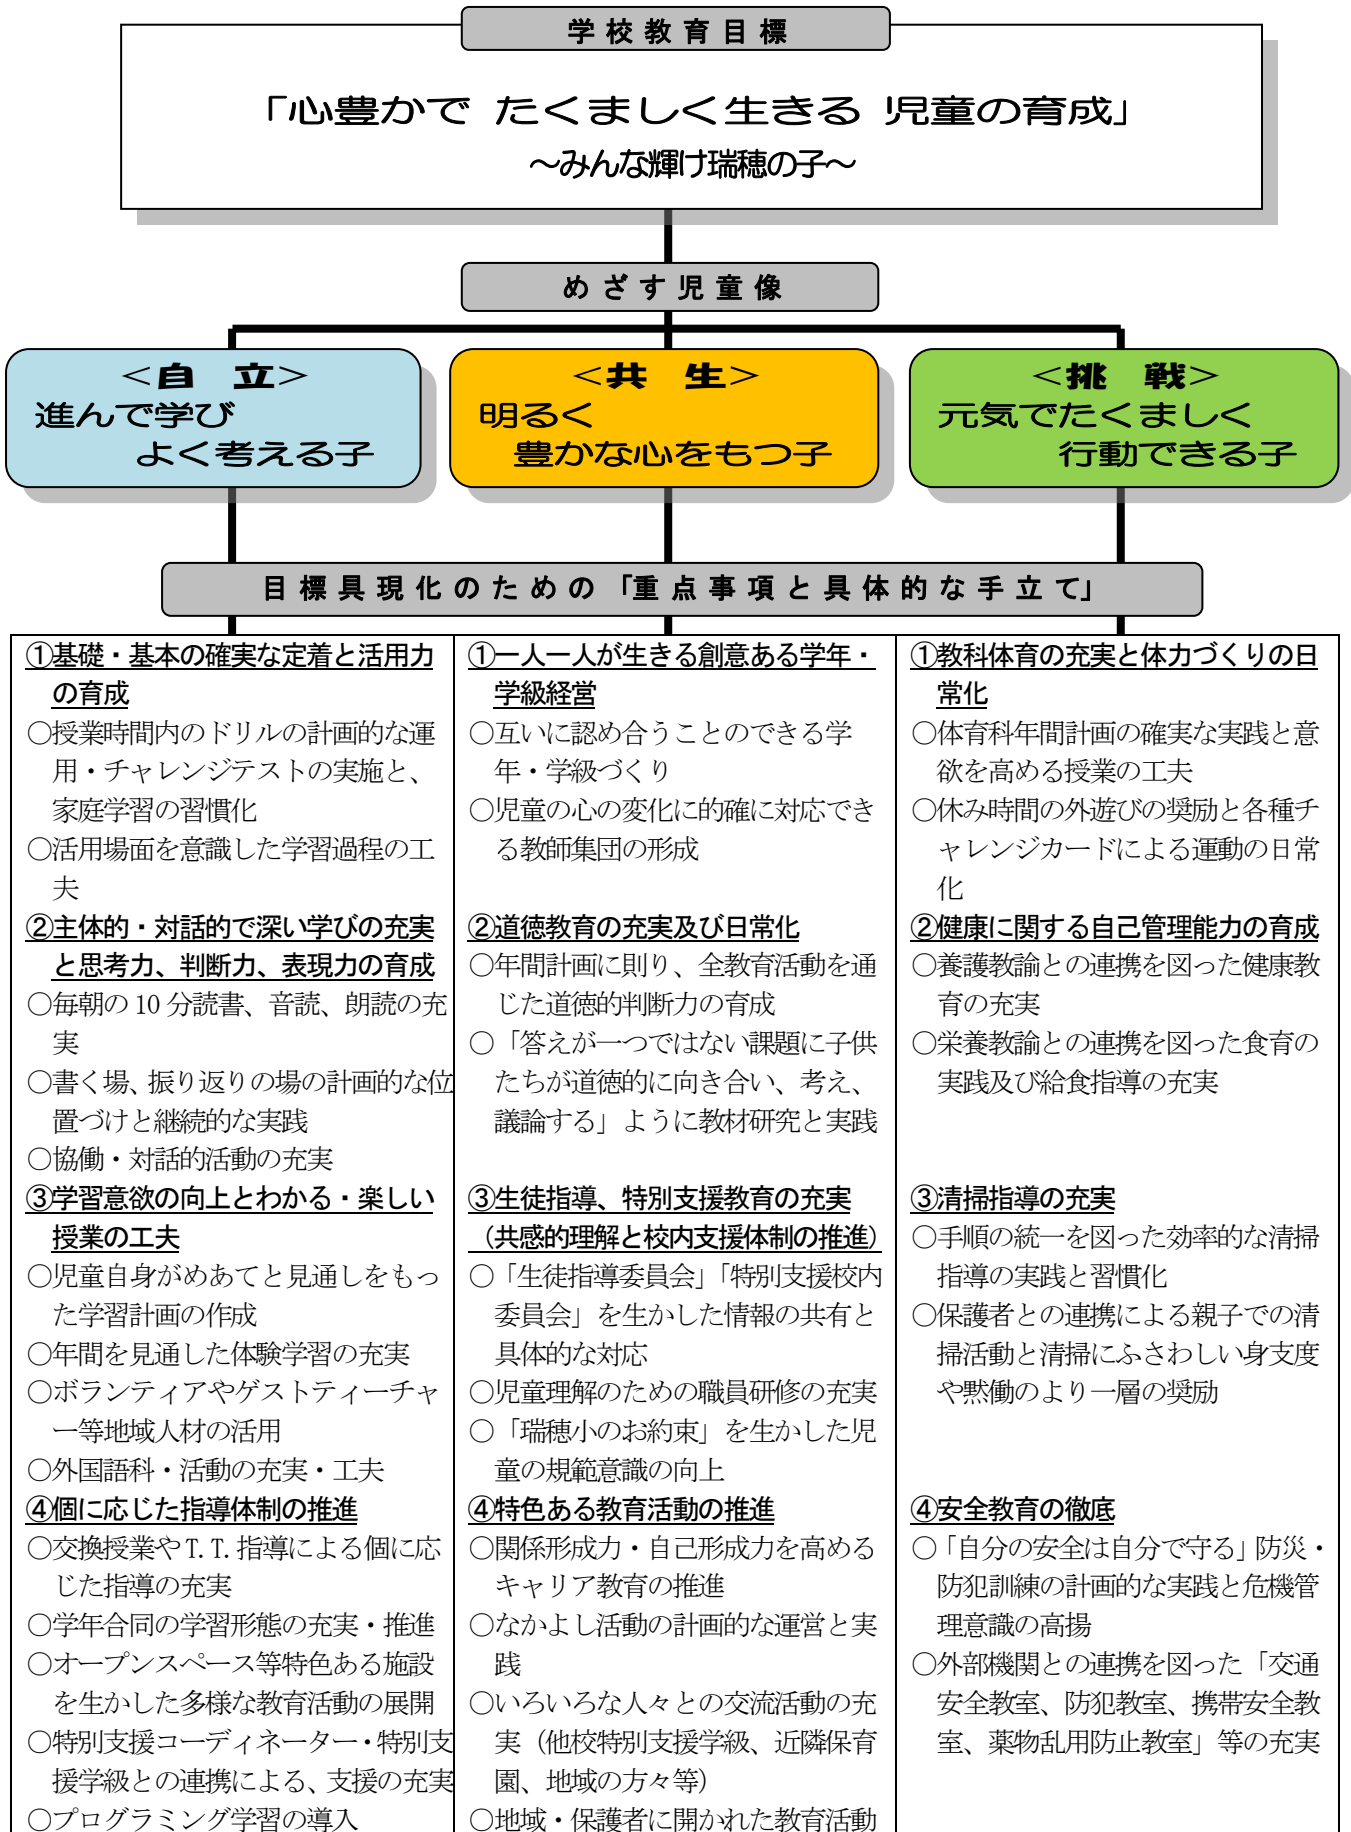 学校教育目標
「心豊かで たくましく生きる 児童の育成」
～みんな輝け瑞穂の子～
めざす児童像
＜自 立＞
進んで学び
よく考える子
＜共 生＞
明るく
豊かな心をもつ子
＜挑 戦＞
元気でたくましく
行動できる子
目標具現化のための「重点事項と具体的な手立て」
①基礎・基本の確実な定着と活用力
の育成
○授業時間内のドリルの計画的な運
用・チャレンジテストの実施と、
家庭学習の習慣化
○活用場面を意識した学習過程の工
夫
②主体的・対話的で深い学びの充実
と思考力、判断力、表現力の育成
○毎朝の10分読書、音読、朗読の充
実
○書く場、振り返りの場の計画的な位
置づけと継続的な実践
○協働・対話的活動の充実
③学習意欲の向上とわかる・楽しい
授業の工夫
○児童自身がめあてと見通しをもっ
た学習計画の作成
○年間を見通した体験学習の充実
○ボランティアやゲストティーチャ
ー等地域人材の活用
○外国語科・活動の充実・工夫
④個に応じた指導体制の推進
○交換授業やT.T.指導による個に応
じた指導の充実
○学年合同の学習形態の充実・推進
○オープンスペース等特色ある施設
を生かした多様な教育活動の展開
○特別支援コーディネーター・特別支
援学級との連携による、支援の充実
○プログラミング学習の導入
①一人一人が生きる創意ある学年・
学級経営
○互いに認め合うことのできる学
年・学級づくり
○児童の心の変化に的確に対応でき
る教師集団の形成
②道徳教育の充実及び日常化
○年間計画に則り、全教育活動を通
じた道徳的判断力の育成
○「答えが一つではない課題に子供
たちが道徳的に向き合い、考え、
議論する」ように教材研究と実践
③生徒指導、特別支援教育の充実
（共感的理解と校内支援体制の推進）
○「生徒指導委員会」「特別支援校内
委員会」を生かした情報の共有と
具体的な対応
○児童理解のための職員研修の充実
○「瑞穂小のお約束」を生かした児
童の規範意識の向上
④特色ある教育活動の推進
○関係形成力・自己形成力を高める
キャリア教育の推進
○なかよし活動の計画的な運営と実
践
○いろいろな人々との交流活動の充
実（他校特別支援学級、近隣保育
園、地域の方々等）
○地域・保護者に開かれた教育活動
①教科体育の充実と体力づくりの日
常化
○体育科年間計画の確実な実践と意
欲を高める授業の工夫
○休み時間の外遊びの奨励と各種チ
ャレンジカードによる運動の日常
化
②健康に関する自己管理能力の育成
○養護教諭との連携を図った健康教
育の充実
○栄養教諭との連携を図った食育の
実践及び給食指導の充実
③清掃指導の充実
○手順の統一を図った効率的な清掃
指導の実践と習慣化
○保護者との連携による親子での清
掃活動と清掃にふさわしい身支度
や黙働のより一層の奨励
④安全教育の徹底
○「自分の安全は自分で守る」防災・
防犯訓練の計画的な実践と危機管
理意識の高揚
○外部機関との連携を図った「交通
安全教室、防犯教室、携帯安全教
室、薬物乱用防止教室」等の充実